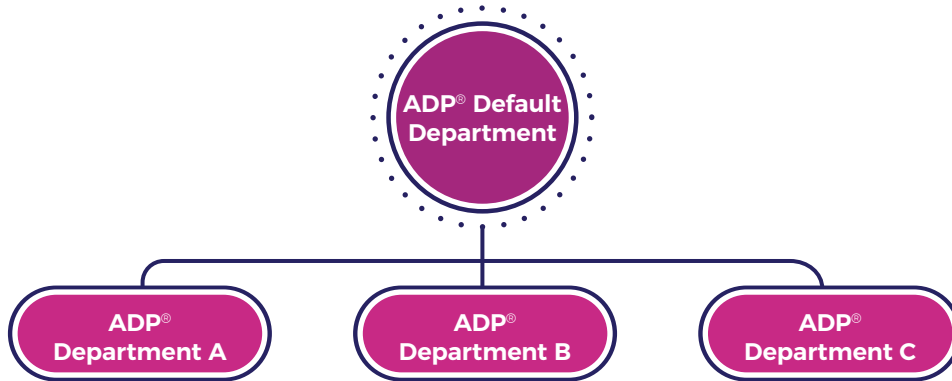 ADP® Default
Department
ADP®
Department A
ADP®
Department B
ADP®
Department C